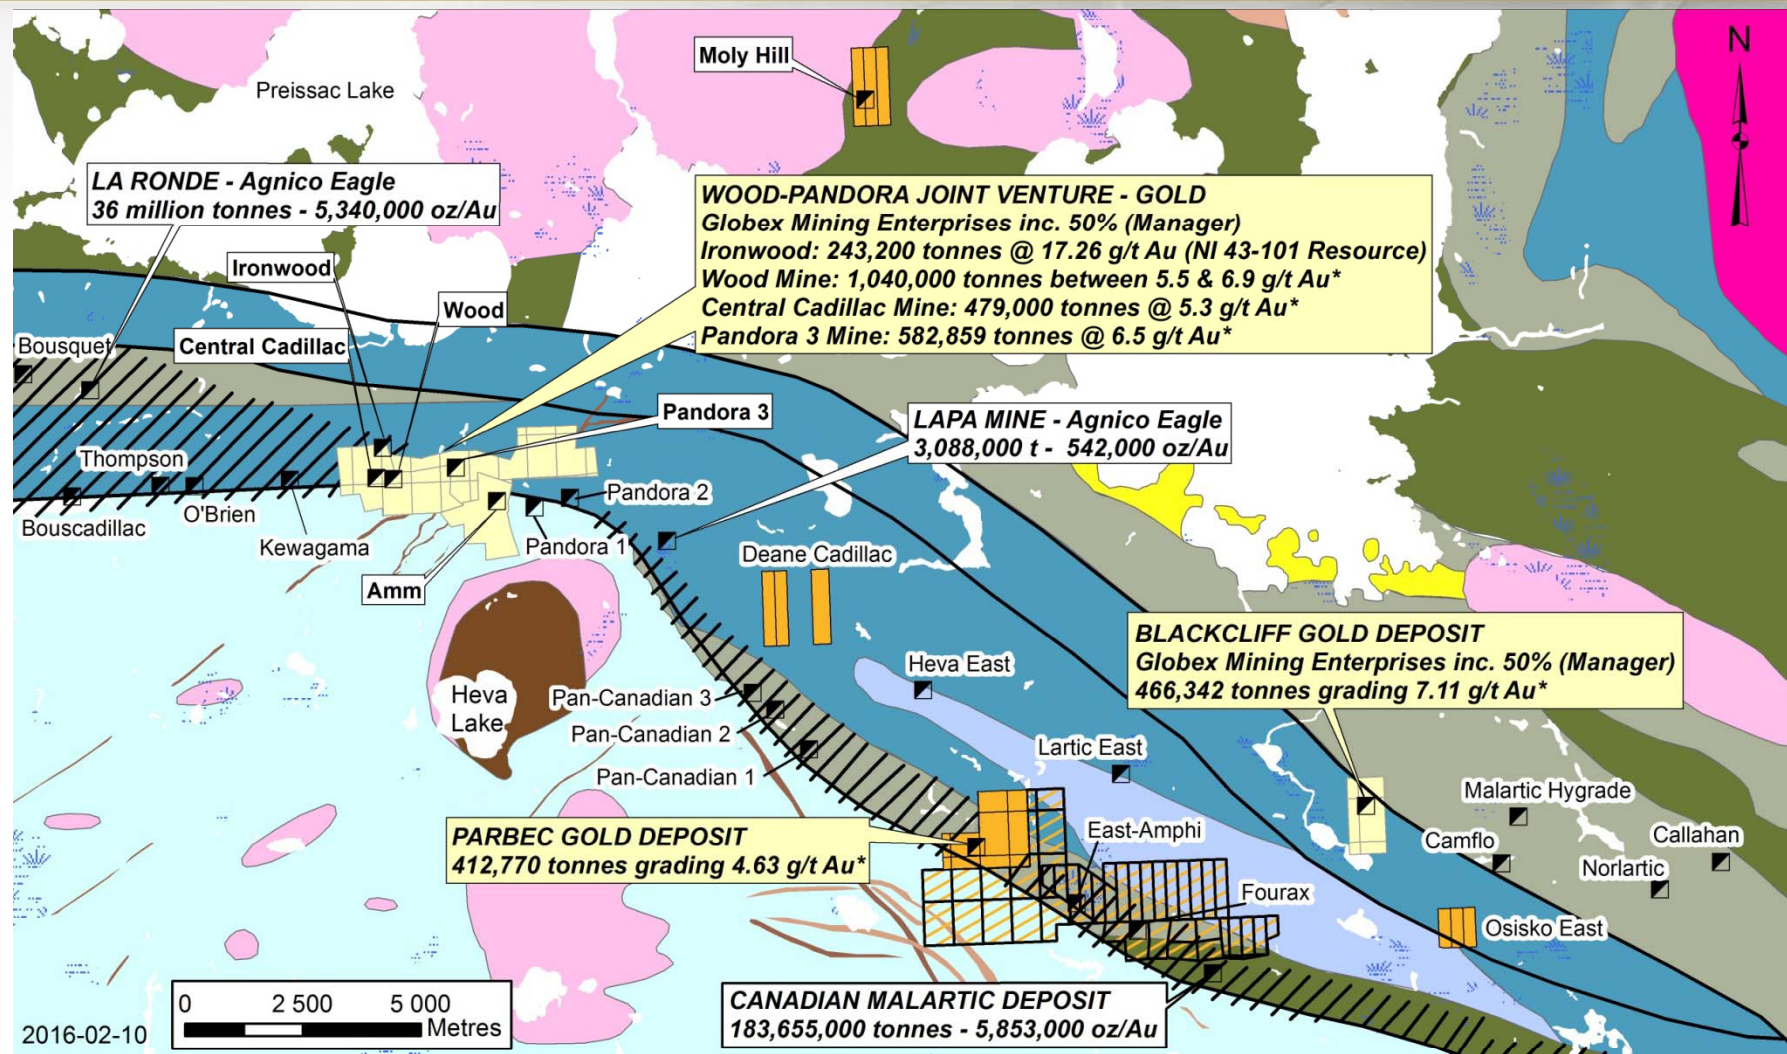 N
Moly Hill
Preissac Lake
LA RONDE - Agnico Eagle
36 million tonnes - 5,340,000 oz/Au
WOOD-PANDORA JOINT VENTURE - GOLD
Globex Mining Enterprises inc. 50% (Manager)
Ironwood: 243,200 tonnes @ 17.26 g/t Au (NI 43-101 Resource)
Wood Mine: 1,040,000 tonnes between 5.5 & 6.9 g/t Au*
Central Cadillac Mine: 479,000 tonnes @ 5.3 g/t Au*
Pandora 3 Mine: 582,859 tonnes @ 6.5 g/t Au*
Ironwood
Wood
Bousquet
Central Cadillac
Pandora 3
LAPA MINE - Agnico Eagle
3,088,000 t - 542,000 oz/Au
Thompson
Pandora 2
Bouscadillac
O'Brien
Kewagama
Pandora 1
Deane Cadillac
Amm
BLACKCLIFF GOLD DEPOSIT
Globex Mining Enterprises inc. 50% (Manager)
466,342 tonnes grading 7.11 g/t Au*
Heva East
Heva
Lake
Pan-Canadian 3
Pan-Canadian 2
Pan-Canadian 1
Lartic East
Malartic Hygrade
PARBEC GOLD DEPOSIT
412,770 tonnes grading 4.63 g/t Au*
East-Amphi
Camflo
Callahan
Norlartic
Fourax
Osisko East
CANADIAN MALARTIC DEPOSIT
183,655,000 tonnes - 5,853,000 oz/Au
0 2 500 5 000
Metres
2016-02-10